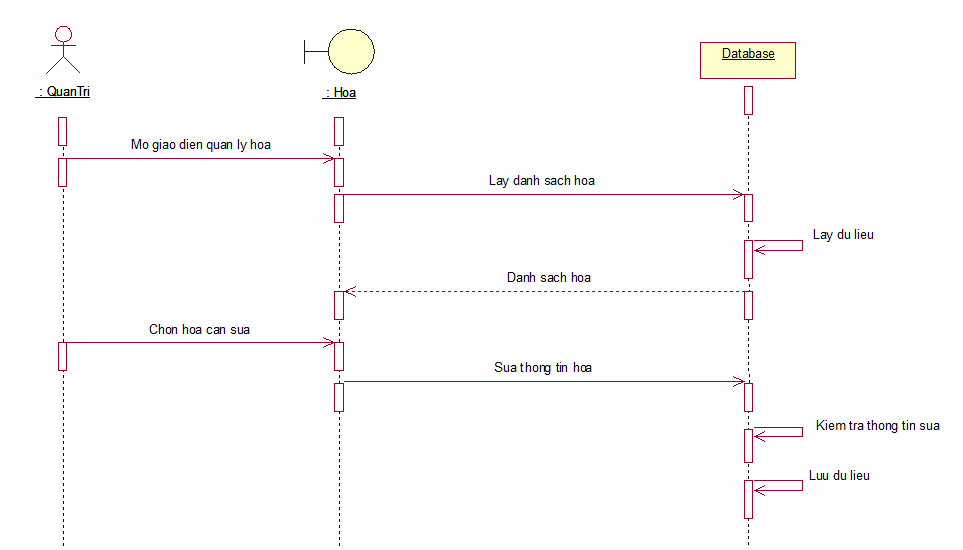 : QuanTri
: Hoa
Database
Mo giao dien quan ly hoa
Lay danh sach hoa
Lay du lieu
Danh sach hoa
Chon hoa can sua
Sua thong tin hoa
Kiem tra thong tin sua
Luu du lieu